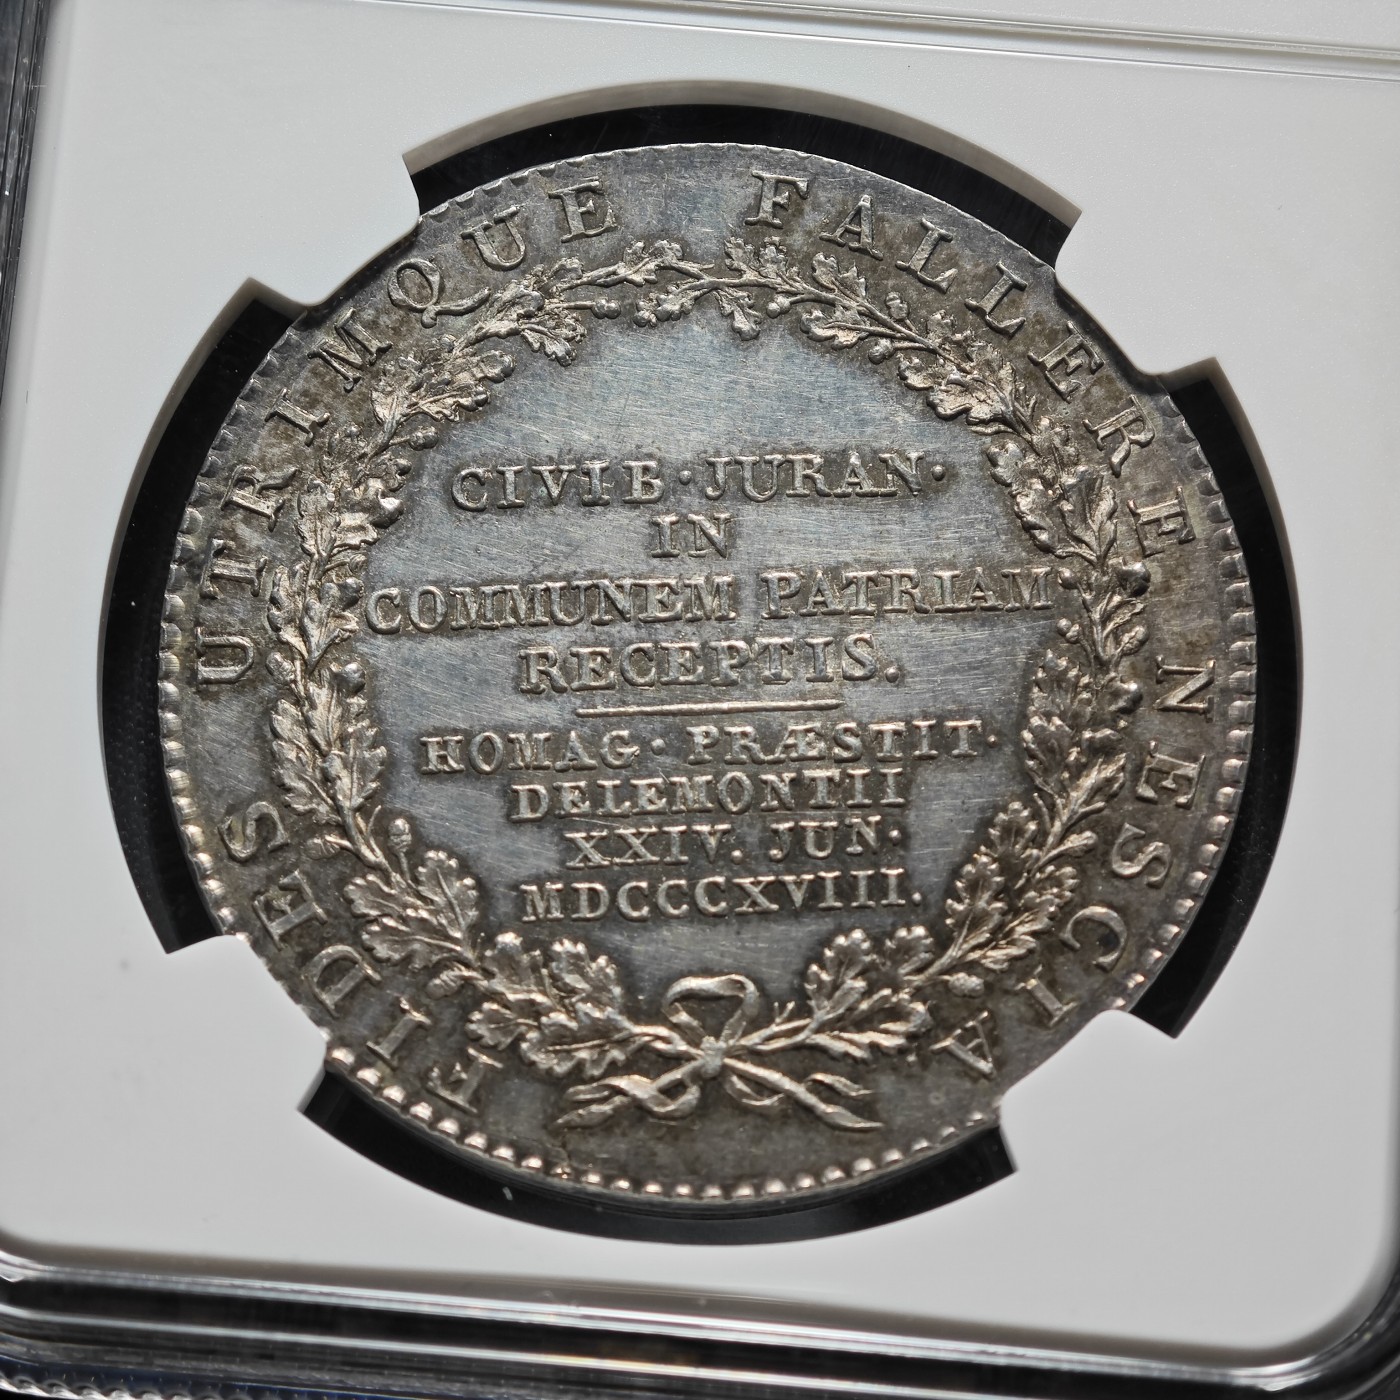 FIDES UTRIMQUE FALLERE NESCIA
CIVIB·JURAN·
IN
COMMUNEM PATRIAM
RECEPTIS.
HOMAG· PRÆSTIT·
DELEMONTII
XXIV. JUN·
MDCCCXVIII.